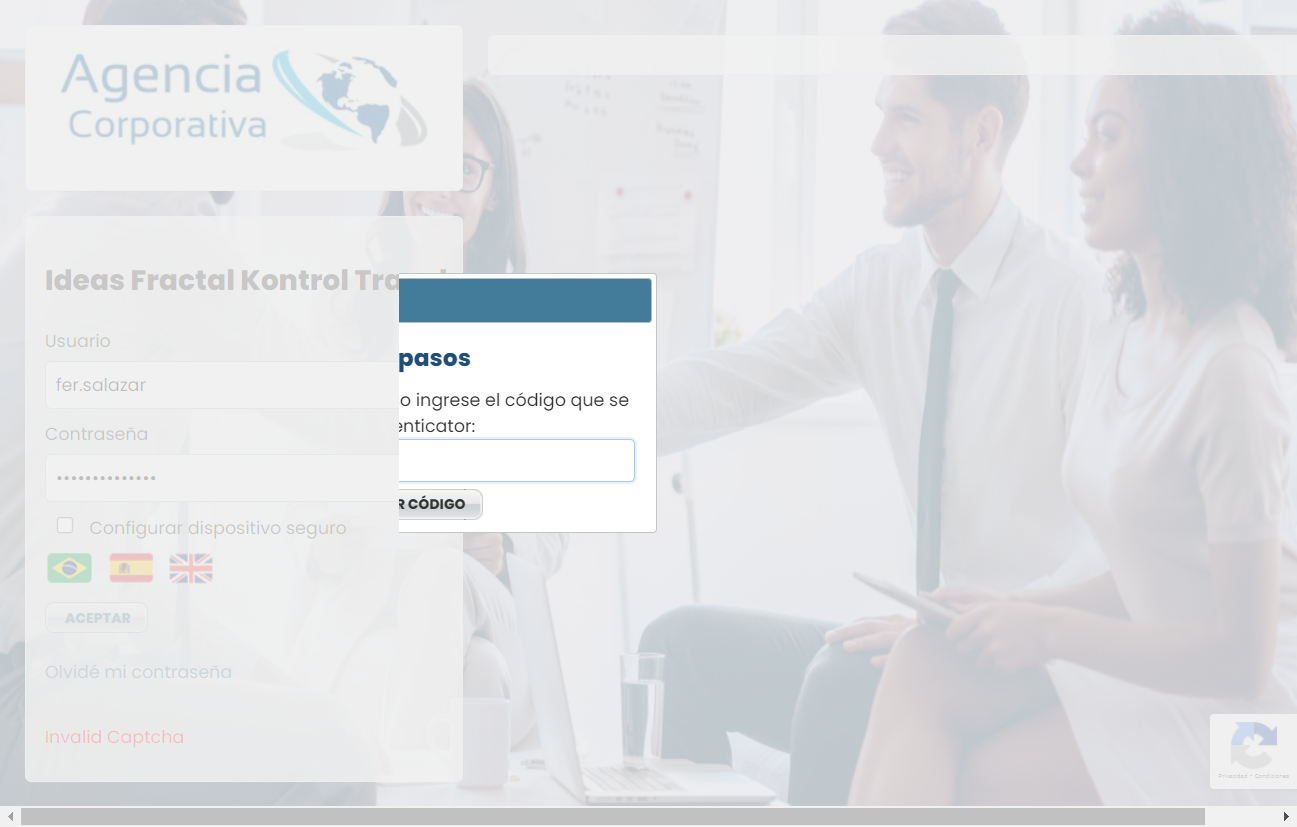 Agencia
Corporativa
Ideas Fractal Kontrol
Usuario
fer.salazar
pasos
o ingrese el código que se
enticator:
Contraseña
••••••••••••••
R CÓDIGO
Configurar dispositivo seguro
ACEPTAR
Olvidé mi contraseña
Invalid Captcha
Privacidad - Condiciones